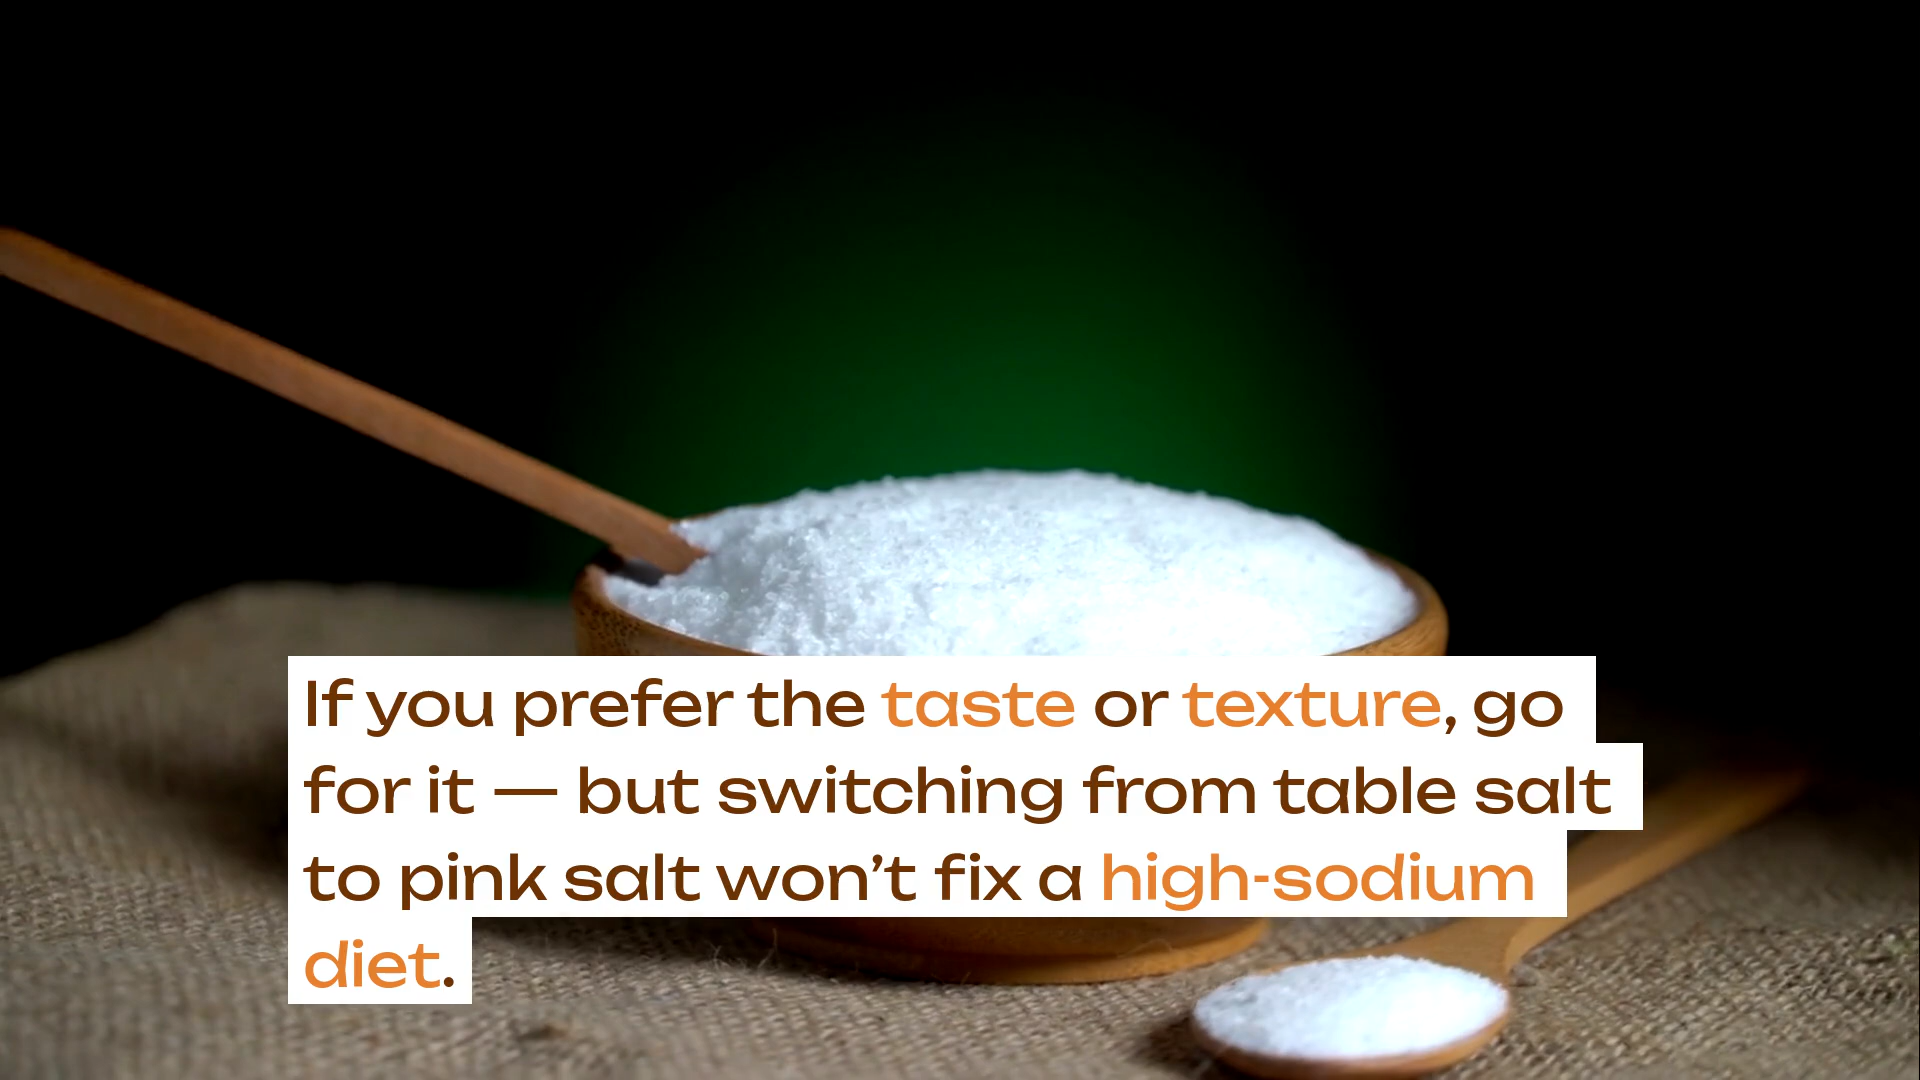 If you prefer the taste or texture, go
for it — but switching from table salt
to pink salt won’t fix a high-sodium
diet.